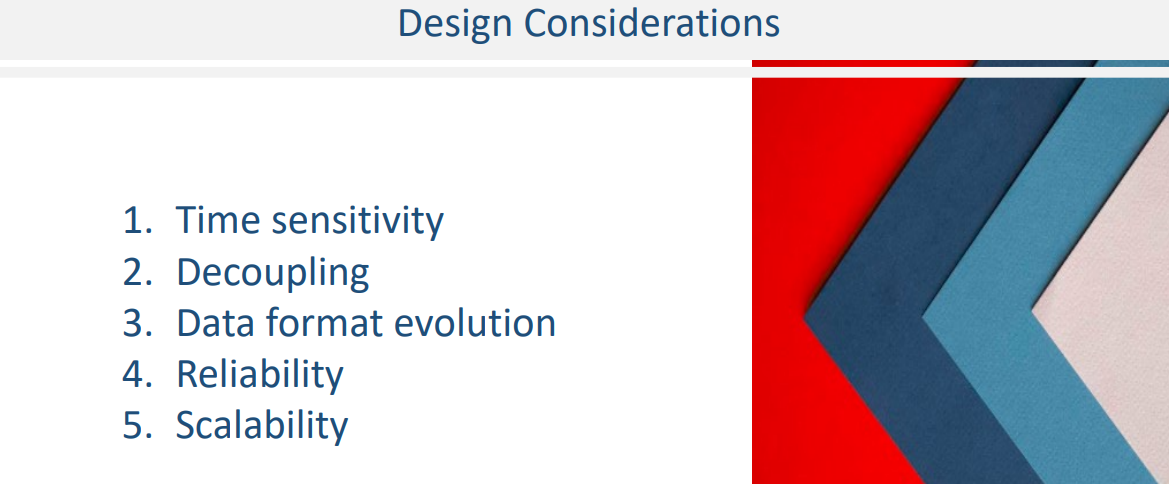 Design Considerations
1. Time sensitivity
2. Decoupling
3. Data format evolution
4. Reliability
5. Scalability